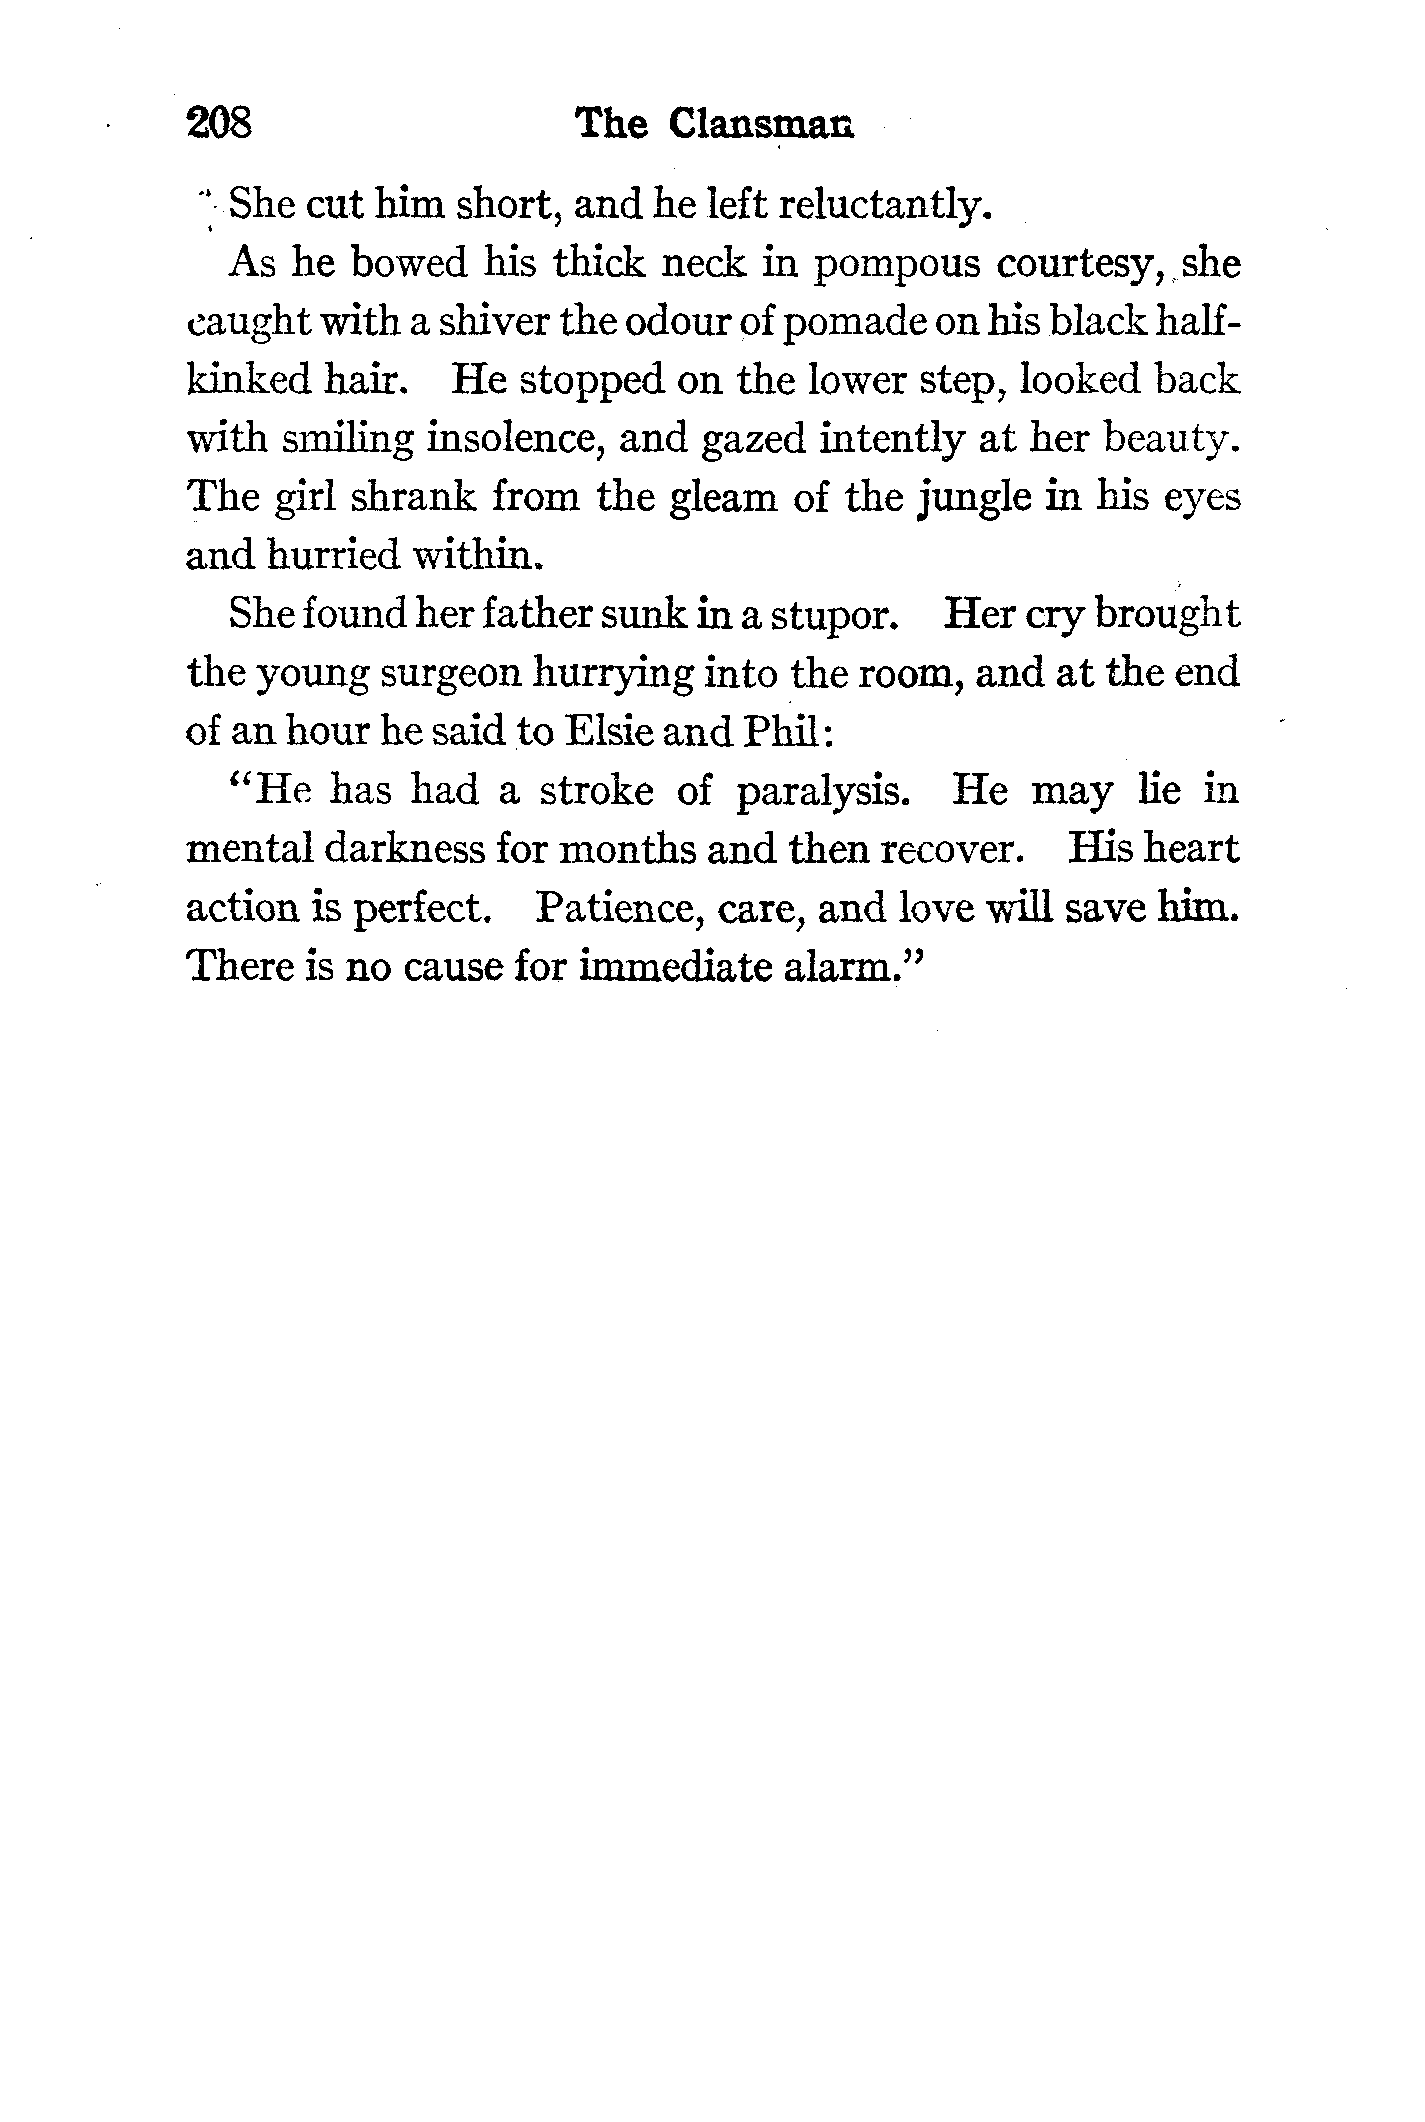 208 The Clansman
She cut him short, and he left reluctantly.
As he bowed his thick neck in pompous courtesy, she
caught with a shiver the odour of pomade on his black half-
kinked hair. He stopped on the lower step, looked back
with smiling insolence, and gazed intently at her beauty.
The girl shrank from the gleam of the jungle in his eyes
and hurried within.
She found her father sunk in a stupor. Her cry brought
the young surgeon hurrying into the room, and at the end
of an hour he said to Elsie and Phil:
“He has had a stroke of paralysis. He may lie in
mental darkness for months and then recover. His heart
action is perfect. Patience, care, and love will save him.
There is no cause for immediate alarm.”